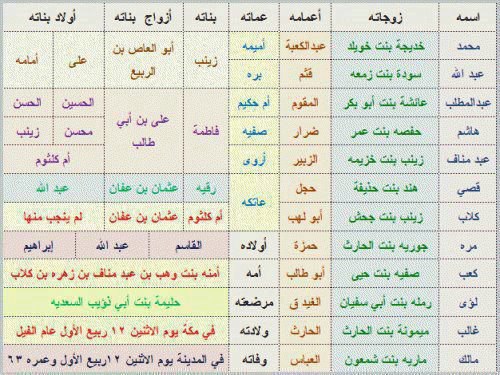 اسمه زوجاته أعمامه عماته بناته أزواج بناته أولاد بناته
محمد خديجة بنت خويلد عبدالكعبة أميمه زينب أبو العاص بن الربيع على أمامه
عبد الله سودة بنت زمعه قثم بره
عبدالمطلب عائشة بنت أبو بكر المقوم أم حكيم فاطمة على بن أبي طالب الحسين الحسن
هاشم حفصه بنت عمر ضرار صفيه محسن زينب
عبد مناف زينب بنت خزيمه الزبير أروى أم كلثوم
قصي هند بنت حذيفة حجل عاتكه رقيه عثمان بن عفان عبد الله
كلاب زينب بنت جحش أبو لهب أم كلثوم عثمان بن عفان لم ينجب منها
مره جوريه بنت الحارث حمزة أولاده القاسم عبد الله إبراهيم
كعب صفيه بنت حيى أبو طالب أمه أمنه بنت وهب بن عبد مناف بن زهره بن كلاب
لؤى رمله بنت أبي سفيان الغيدق مرضعته حليمة بنت أبي ذؤيب السعديه
غالب ميمونة بنت الحارث الحارث ولادته في مكة يوم الاثنين ١٢ ربيع الأول عام الفيل
مالك ماريه بنت شمعون العباس وفاته في المدينة يوم الاثنين ١٢ربيع الأول وعمره ٦٣